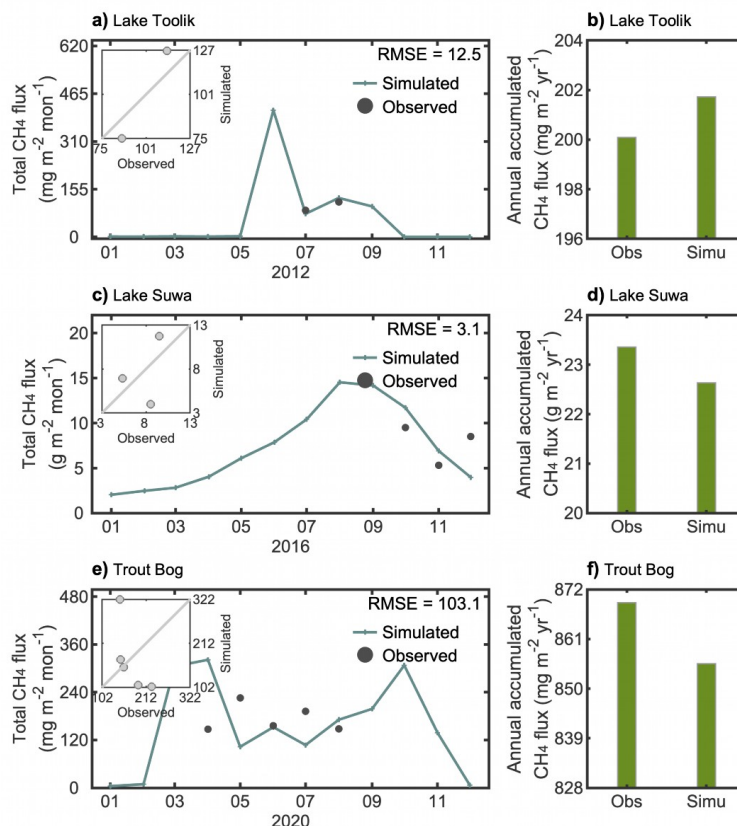 a) Lake Toolik
Total CH4 flux
(mg m-2 mon-1)
620
465
310
155
0
RMSE = 12.5
Simulated
Observed
127
101
75
Simulated
75
101
127
Observed
01
03
05
07
09
11
2012
b) Lake Toolik
Annual accumulated
CH4 flux (mg m-2 yr-1)
204
202
200
198
196
Obs
Simu
c) Lake Suwa
Total CH4 flux
(g m-2 mon-1)
20
15
10
5
0
RMSE = 3.1
Simulated
Observed
13
8
3
Simulated
3
8
13
Observed
01
03
05
07
09
11
2016
d) Lake Suwa
Annual accumulated
CH4 flux (g m-2 yr-1)
24
23
22
21
20
Obs
Simu
e) Trout Bog
Total CH4 flux
(mg m-2 mon-1)
480
360
240
120
0
RMSE = 103.1
Simulated
Observed
322
212
102
Simulated
102
212
322
Observed
01
03
05
07
09
11
2020
f) Trout Bog
Annual accumulated
CH4 flux (mg m-2 yr-1)
872
861
850
839
828
Obs
Simu